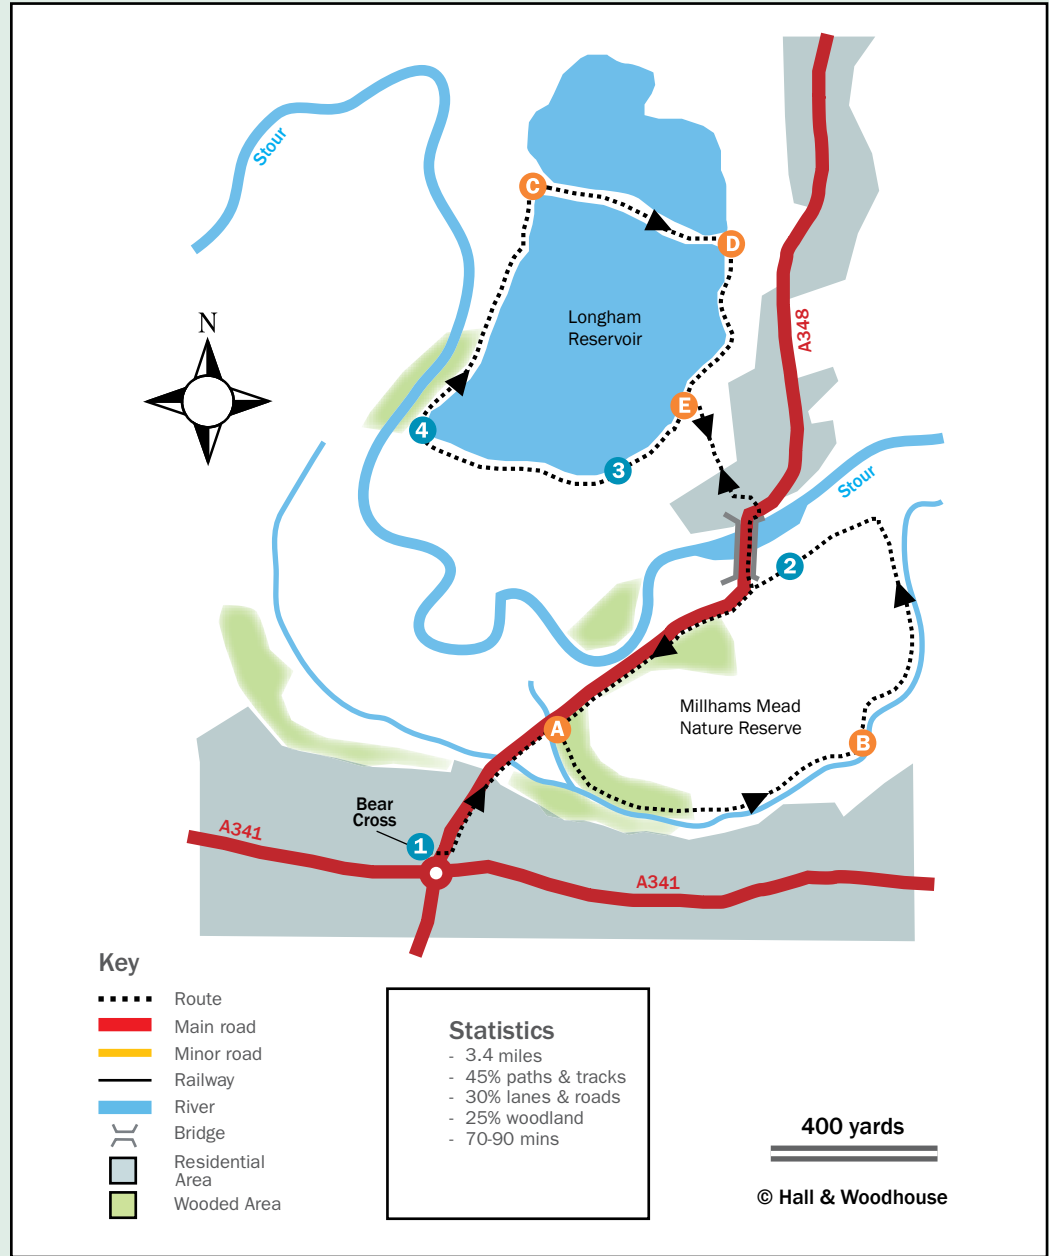 Stour
C
D
Longham
Reservoir
A348
N
E
4
3
Stour
2
Millhams Mead
Nature Reserve
A
B
Bear
Cross
1
A341
A341
Key
Route
Main road
Minor road
Railway
River
Bridge
Residential
Area
Wooded Area
Statistics
- 3.4 miles
- 45% paths & tracks
- 30% lanes & roads
- 25% woodland
- 70-90 mins
400 yards
© Hall & Woodhouse